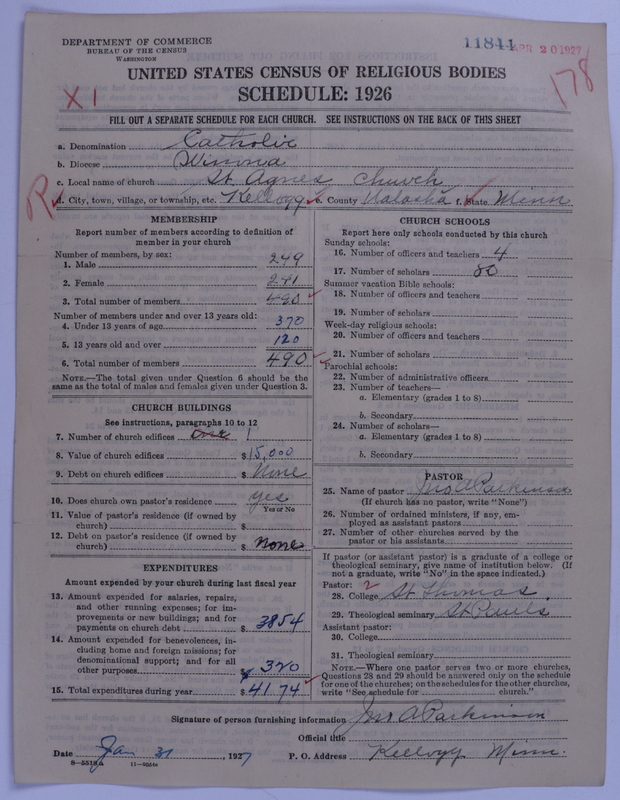 DEPARTMENT OF COMMERCE
BUREAU OF THE CENSUS
WASHINGTON
11844 APR 20 1927
178
X 1
UNITED STATES CENSUS OF RELIGIOUS BODIES
SCHEDULE: 1926
FILL OUT A SEPARATE SCHEDULE FOR EACH CHURCH. SEE INSTRUCTIONS ON THE BACK OF THIS SHEET
a. Denomination Catholic
b. Diocese Winona
c. Local name of church St Agnes Church
R
d. City, town, village, or township, etc. Kellogg e. County Wabasha f. State Minn
MEMBERSHIP
Report number of members according to definition of member in your church
Number of members, by sex:
1. Male 249
2. Female 241
3. Total number of members 490
Number of members under and over 13 years old:
4. Under 13 years of age 370
5. 13 years old and over 120
6. Total number of members 490
NOTE.—The total given under Question 6 should be the same as the total of males and females given under Question 3.
CHURCH BUILDINGS
See instructions, paragraphs 10 to 12
7. Number of church edifices one 1
8. Value of church edifices $15,000
9. Debt on church edifices $None
10. Does church own pastor's residence yes
Yes or No
11. Value of pastor's residence (if owned by church) $
12. Debt on pastor's residence (if owned by church) $None
EXPENDITURES
Amount expended by your church during last fiscal year
13. Amount expended for salaries, repairs, and other running expenses; for improvements or new buildings; and for payments on church debt $3854
14. Amount expended for benevolences, including home and foreign missions; for denominational support; and for all other purposes $320
15. Total expenditures during year $4174
CHURCH SCHOOLS
Report here only schools conducted by this church
Sunday schools:
16. Number of officers and teachers 4
17. Number of scholars 80
Summer vacation Bible schools:
18. Number of officers and teachers
19. Number of scholars
Week-day religious schools:
20. Number of officers and teachers
21. Number of scholars
Parochial schools:
22. Number of administrative officers
23. Number of teachers—
a. Elementary (grades 1 to 8)
b. Secondary
24. Number of scholars—
a. Elementary (grades 1 to 8)
b. Secondary
PASTOR
25. Name of pastor Jno A Parkinson
(If church has no pastor, write "None")
26. Number of ordained ministers, if any, employed as assistant pastors
27. Number of other churches served by the pastor or his assistants
If pastor (or assistant pastor) is a graduate of a college or theological seminary, give name of institution below. (If not a graduate, write "No" in the space indicated.)
Pastor: 2
28. College St Thomas
29. Theological seminary St Pauls
Assistant pastor:
30. College
31. Theological seminary
NOTE.—Where one pastor serves two or more churches, Questions 28 and 29 should be answered only on the schedule for one of the churches; on the schedules for the other churches, write "See schedule for church."
Signature of person furnishing information Jno A Parkinson
Official title
Date Jan 31, 1927
P. O. Address Kellogg Minn.
8—5518a 11—9054a